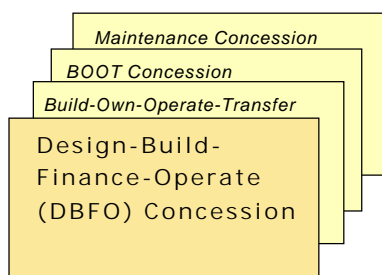 Maintenance Concession
BOOT Concession
Build-Own-Operate-Transfer
Design-Build-
Finance-Operate
(DBFO) Concession